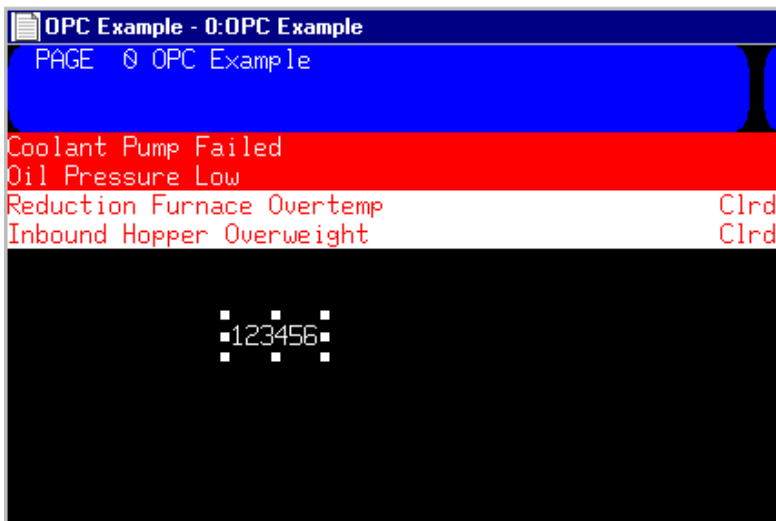 OPC Example - 0:OPC Example
PAGE 0 OPC Example
Coolant Pump Failed
Oil Pressure Low
Reduction Furnace Overtemp Clrd
Inbound Hopper Overweight Clrd
123456